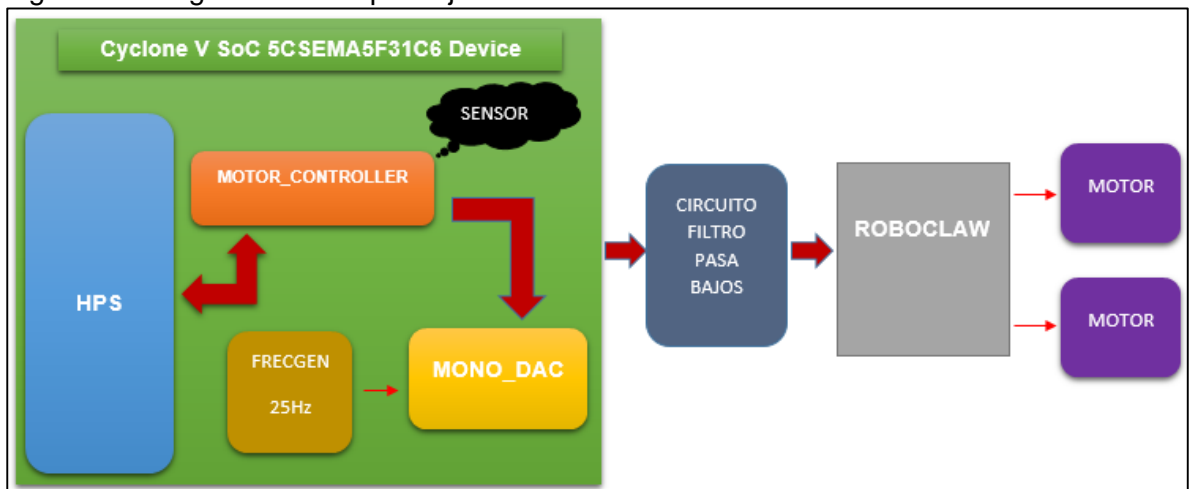 Cyclone V SoC 5CSEMA5F31C6 Device
SENSOR
MOTOR_CONTROLLER
HPS
FRECGEN
25Hz
MONO_DAC
CIRCUITO
FILTRO
PASA
BAJOS
ROBOCLAW
MOTOR
MOTOR